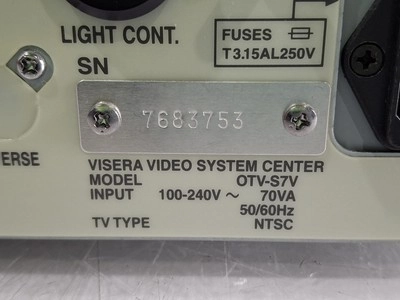 LIGHT CONT.
FUSES
T3.15AL250V
SN
7683753
ERSE
VISERA VIDEO SYSTEM CENTER
MODEL OTV-S7V
INPUT 100-240V ~ 70VA
50/60Hz
TV TYPE NTSC